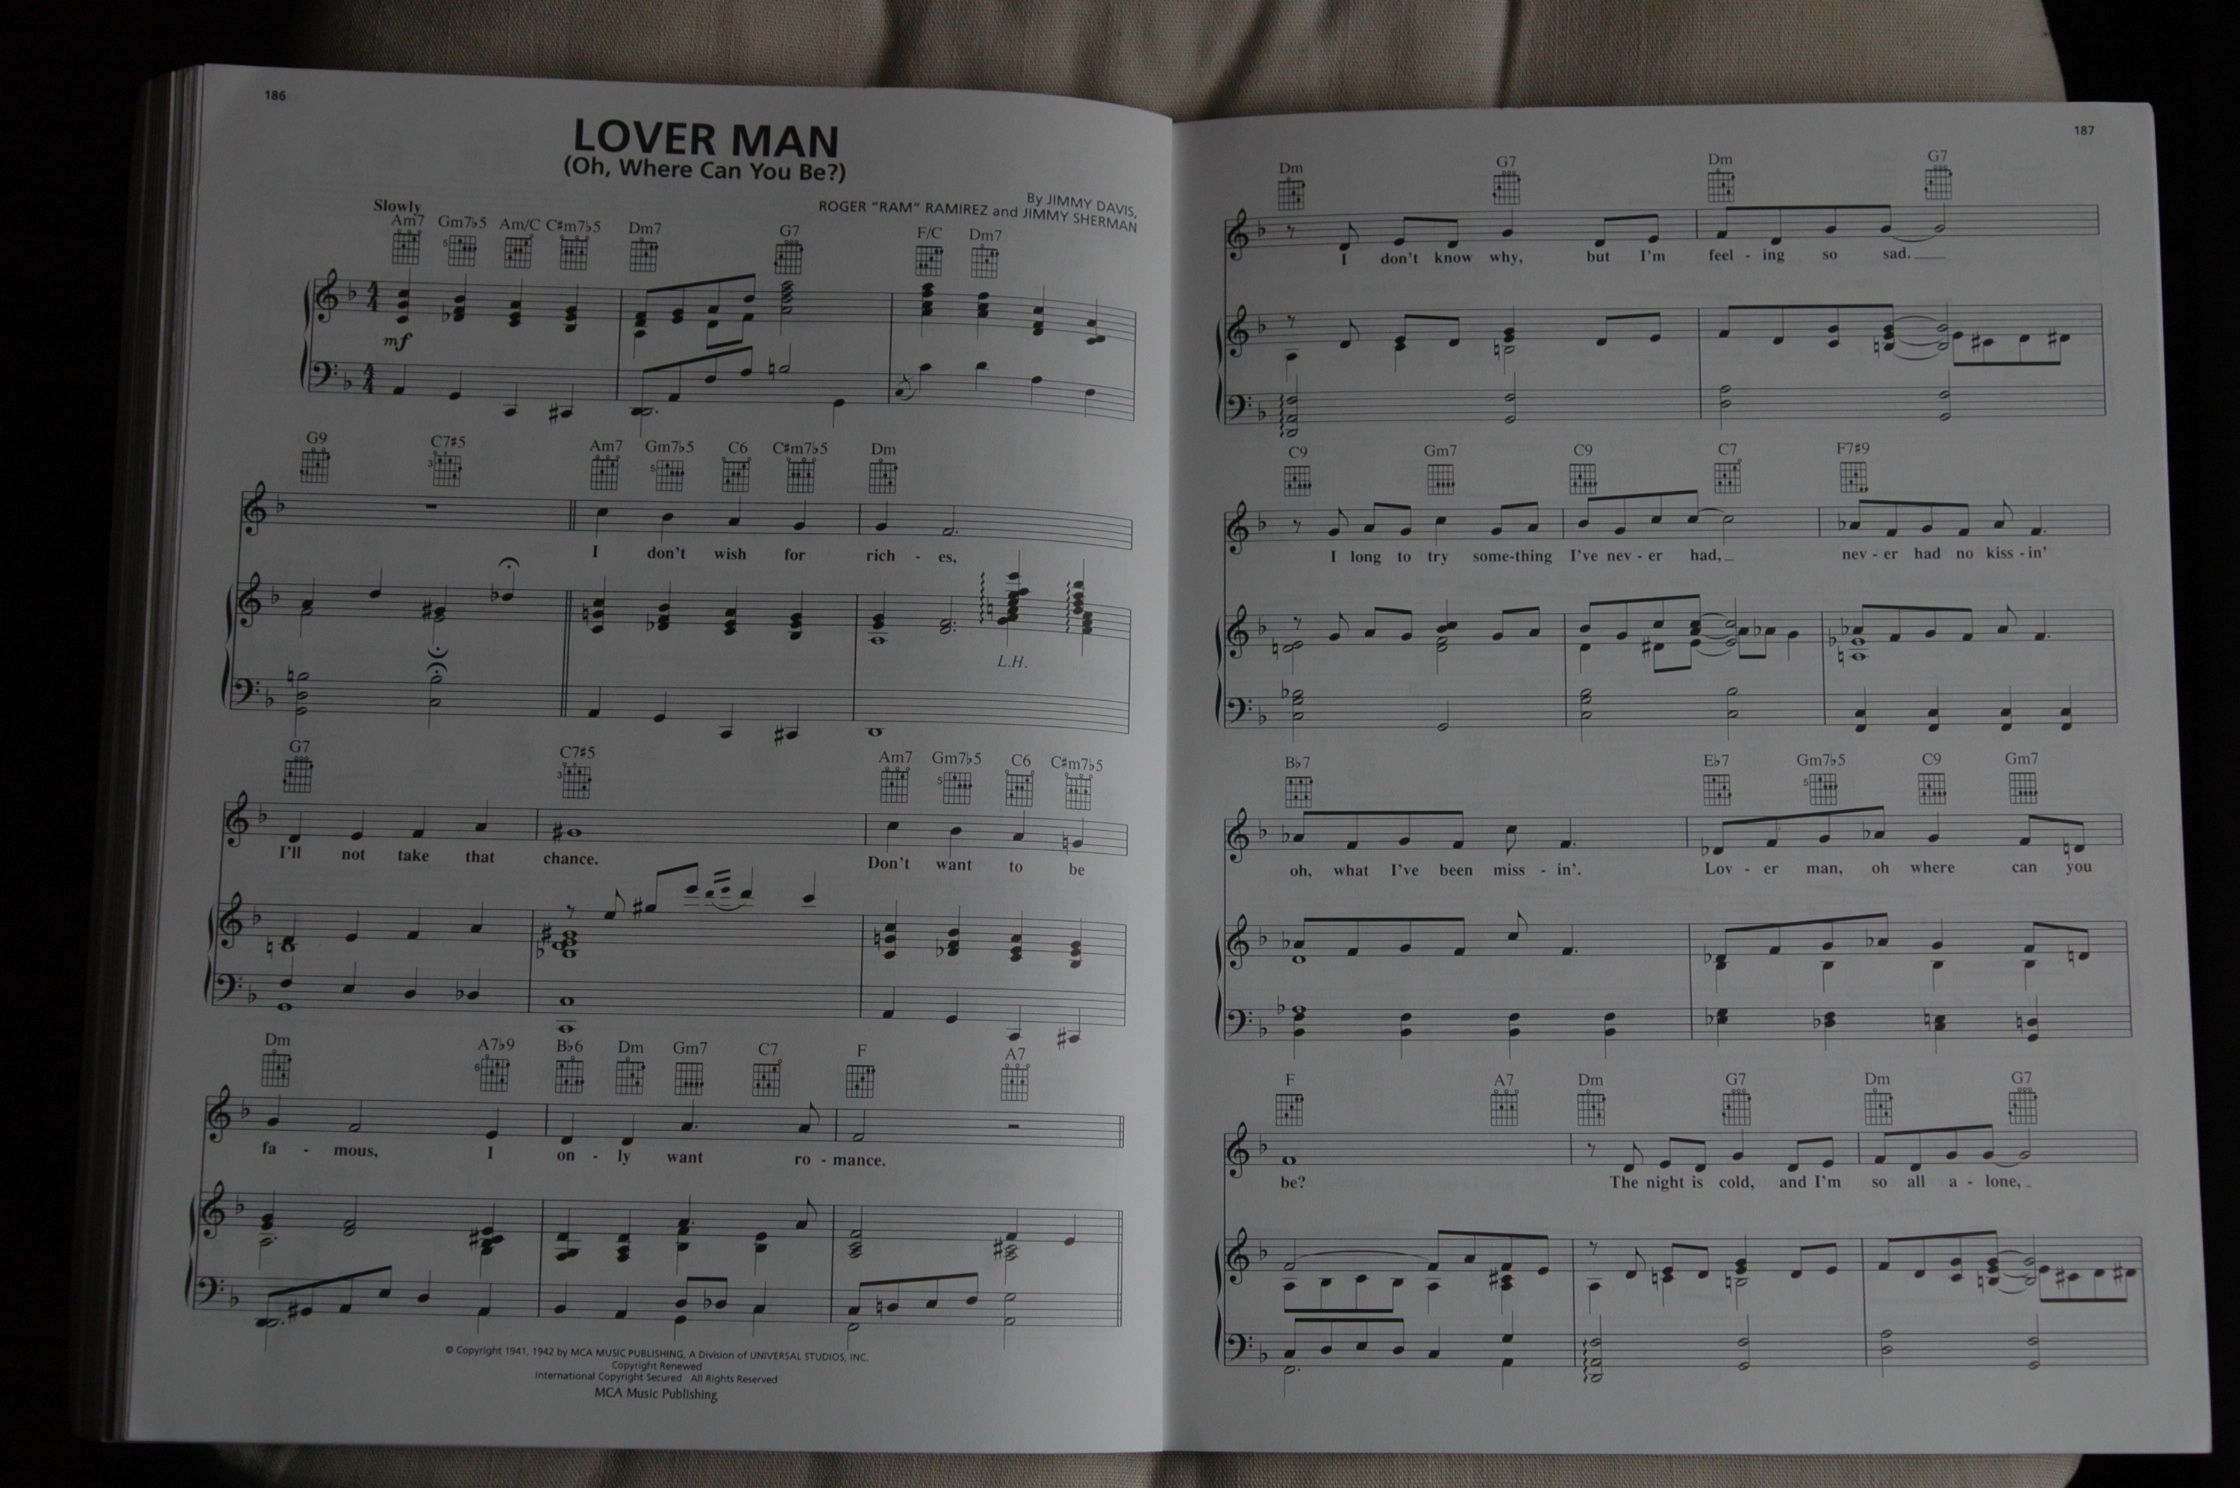 186
LOVER MAN
(Oh, Where Can You Be?)
By JIMMY DAVIS,
ROGER "RAM" RAMIREZ and JIMMY SHERMAN
Slowly
Am7 Gm7♭5 Am/C C♯m7♭5 Dm7 G7 F/C Dm7
mf
G9 C7♯5 Am7 Gm7♭5 C6 C♯m7♭5 Dm
I don't wish for rich - es,
L.H.
G7 C7♯5 Am7 Gm7♭5 C6 C♯m7♭5
I'll not take that chance. Don't want to be
Dm A7♭9 B♭6 Dm Gm7 C7 F A7
fa - mous, I on - ly want ro - mance.
© Copyright 1941, 1942 by MCA MUSIC PUBLISHING, A Division of UNIVERSAL STUDIOS, INC.
Copyright Renewed
International Copyright Secured All Rights Reserved
MCA Music Publishing
187
Dm G7 Dm G7
I don't know why, but I'm feel - ing so sad.
C9 Gm7 C9 C7 F7♯9
I long to try some-thing I've nev - er had, nev - er had no kiss - in'
B♭7 E♭7 Gm7♭5 C9 Gm7
oh, what I've been miss - in'. Lov - er man, oh where can you
F A7 Dm G7 Dm G7
be? The night is cold, and I'm so all a - lone,